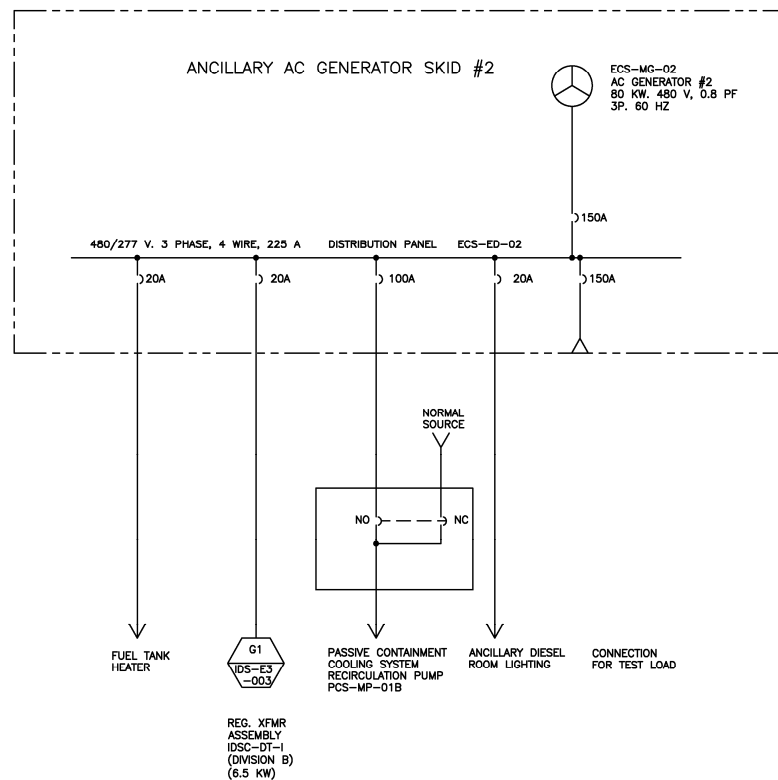 ANCILLARY AC GENERATOR SKID #2
ECS-MG-02
AC GENERATOR #2
80 KW. 480 V, 0.8 PF
3P. 60 HZ
150A
480/277 V. 3 PHASE, 4 WIRE, 225 A DISTRIBUTION PANEL ECS-ED-02
20A 20A 100A 20A 150A
NORMAL
SOURCE
NO NC
FUEL TANK
HEATER
G1
IDS-E3
-003
PASSIVE CONTAINMENT
COOLING SYSTEM
RECIRCULATION PUMP
PCS-MP-01B
ANCILLARY DIESEL
ROOM LIGHTING
CONNECTION
FOR TEST LOAD
REG. XFMR
ASSEMBLY
IDSC-DT-I
(DIVISION B)
(6.5 KW)